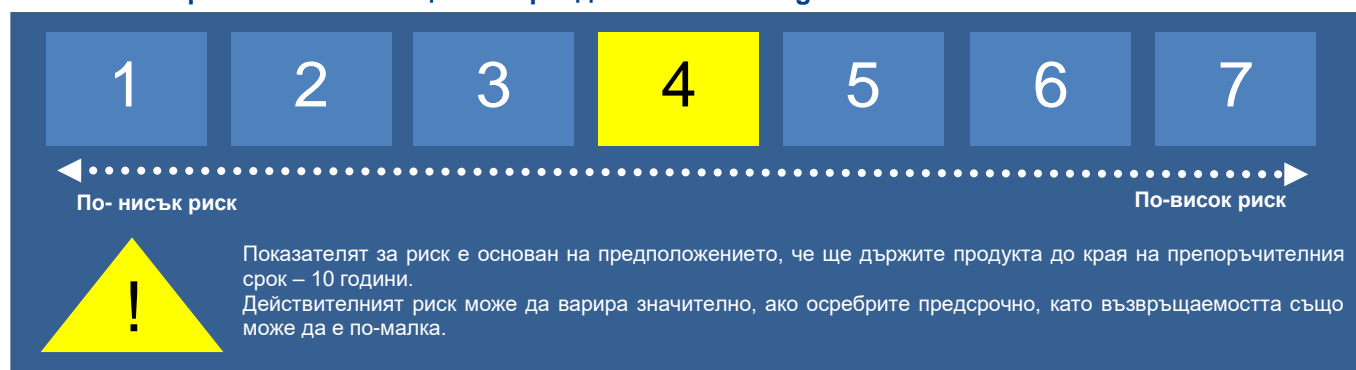 1 2 3 4 5 6 7
По- нисък риск
По-висок риск
!
Показателят за риск е основан на предположението, че ще държите продукта до края на препоръчителния
срок – 10 години.
Действителният риск може да варира значително, ако осребрите предсрочно, като възвръщаемостта също
може да е по-малка.